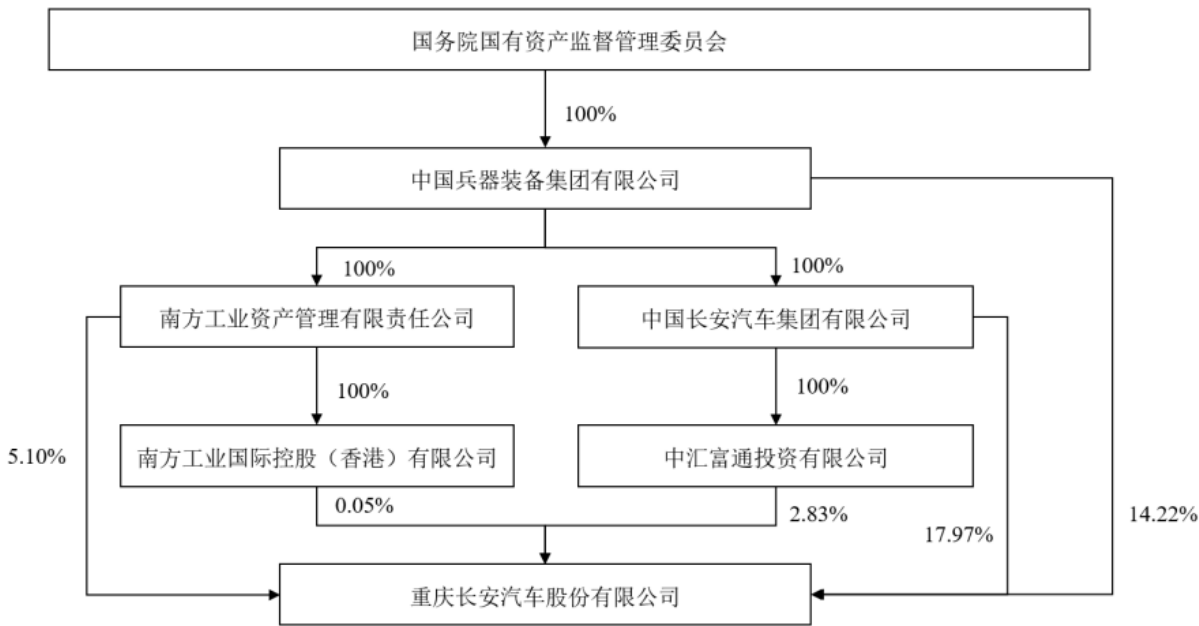 国务院国有资产监督管理委员会
100%
中国兵器装备集团有限公司
100%
100%
南方工业资产管理有限责任公司
中国长安汽车集团有限公司
100%
100%
5.10%
南方工业国际控股（香港）有限公司
中汇富通投资有限公司
0.05%
2.83%
14.22%
17.97%
重庆长安汽车股份有限公司